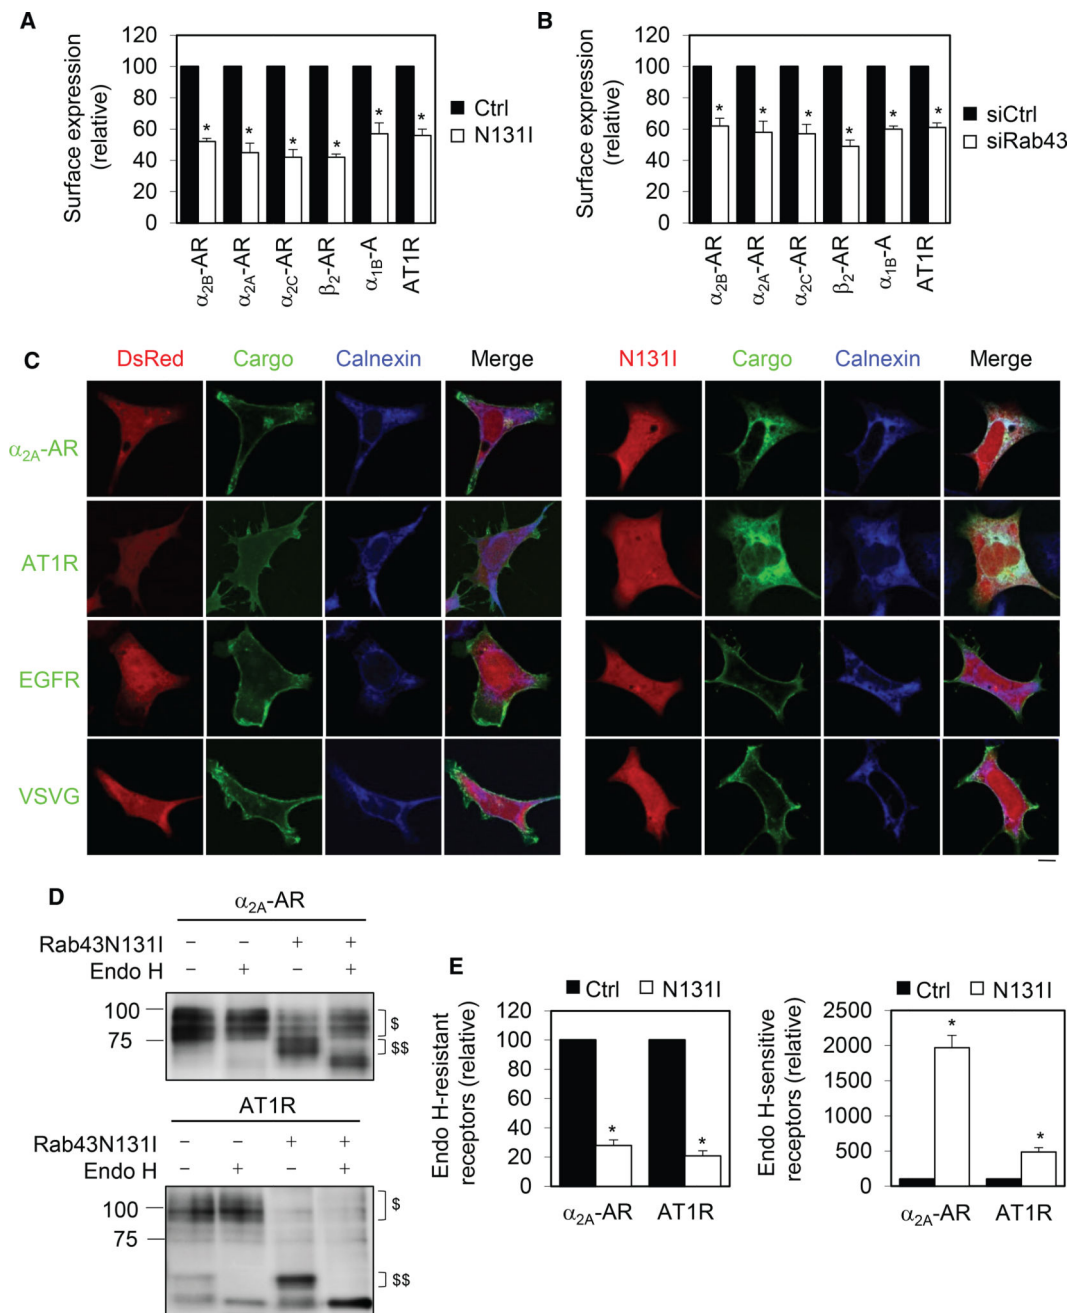 A
120
100
80
60
40
20
0
Surface expression
(relative)
* * * * * *
Ctrl
N131I
α2B-AR
α2A-AR
α2C-AR
β2-AR
α1B-A
AT1R
B
120
100
80
60
40
20
0
Surface expression
(relative)
* * * * * *
siCtrl
siRab43
α2B-AR
α2A-AR
α2C-AR
β2-AR
α1B-A
AT1R
C
DsRed Cargo Calnexin Merge N131I Cargo Calnexin Merge
α2A-AR
AT1R
EGFR
VSVG
D
α2A-AR
Rab43N131I – – + +
Endo H – + – +
100
75
$
$$
AT1R
Rab43N131I – – + +
Endo H – + – +
100
75
$
$$
E
Ctrl N131I
120
100
80
60
40
20
0
Endo H-resistant
receptors (relative)
* *
α2A-AR AT1R
Ctrl N131I
2500
2000
1500
1000
500
0
Endo H-sensitive
receptors (relative)
* *
α2A-AR AT1R